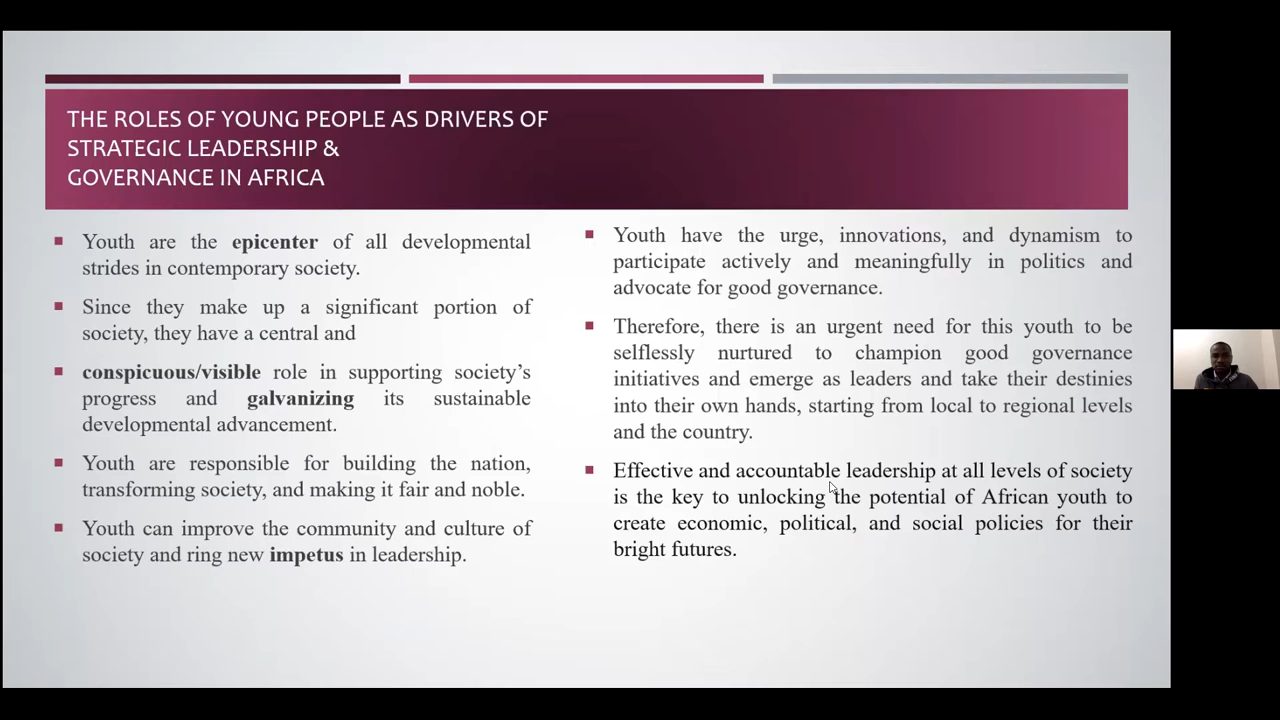 THE ROLES OF YOUNG PEOPLE AS DRIVERS OF
STRATEGIC LEADERSHIP &
GOVERNANCE IN AFRICA
Youth are the epicenter of all developmental
strides in contemporary society.
Since they make up a significant portion of
society, they have a central and
conspicuous/visible role in supporting society's
progress and galvanizing its sustainable
developmental advancement.
Youth are responsible for building the nation,
transforming society, and making it fair and noble.
Youth can improve the community and culture of
society and ring new impetus in leadership.
Youth have the urge, innovations, and dynamism to
participate actively and meaningfully in politics and
advocate for good governance.
Therefore, there is an urgent need for this youth to be
selflessly nurtured to champion good governance
initiatives and emerge as leaders and take their destinies
into their own hands, starting from local to regional levels
and the country.
Effective and accountable leadership at all levels of society
is the key to unlocking the potential of African youth to
create economic, political, and social policies for their
bright futures.